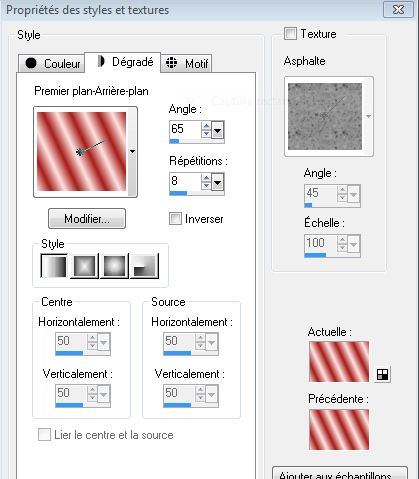 Propriétés des styles et textures
Style
Couleur
Dégradé
Motif
Premier plan-Arrière-plan
Angle :
65
Répétitions :
8
Modifier...
Inverser
Style
Centre
Horizontalement :
50
Verticalement :
50
Source
Horizontalement :
50
Verticalement :
50
Lier le centre et la source
Texture
Asphalte
Angle :
45
Échelle :
100
Actuelle :
Précédente :
Ajouter aux échantillons...